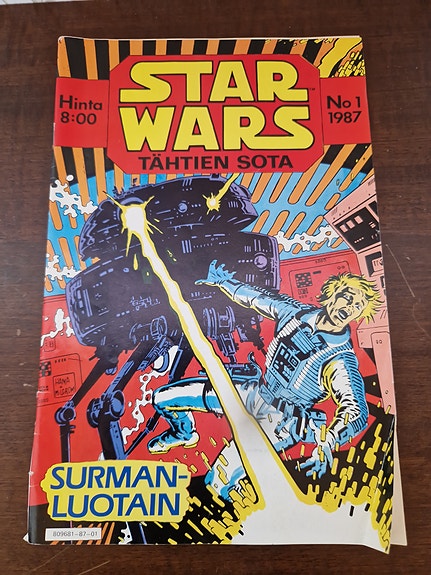 STAR
WARS
TÄHTIEN SOTA
Hinta
8:00
No 1
1987
SURMAN-
LUOTAIN
809681-87-01